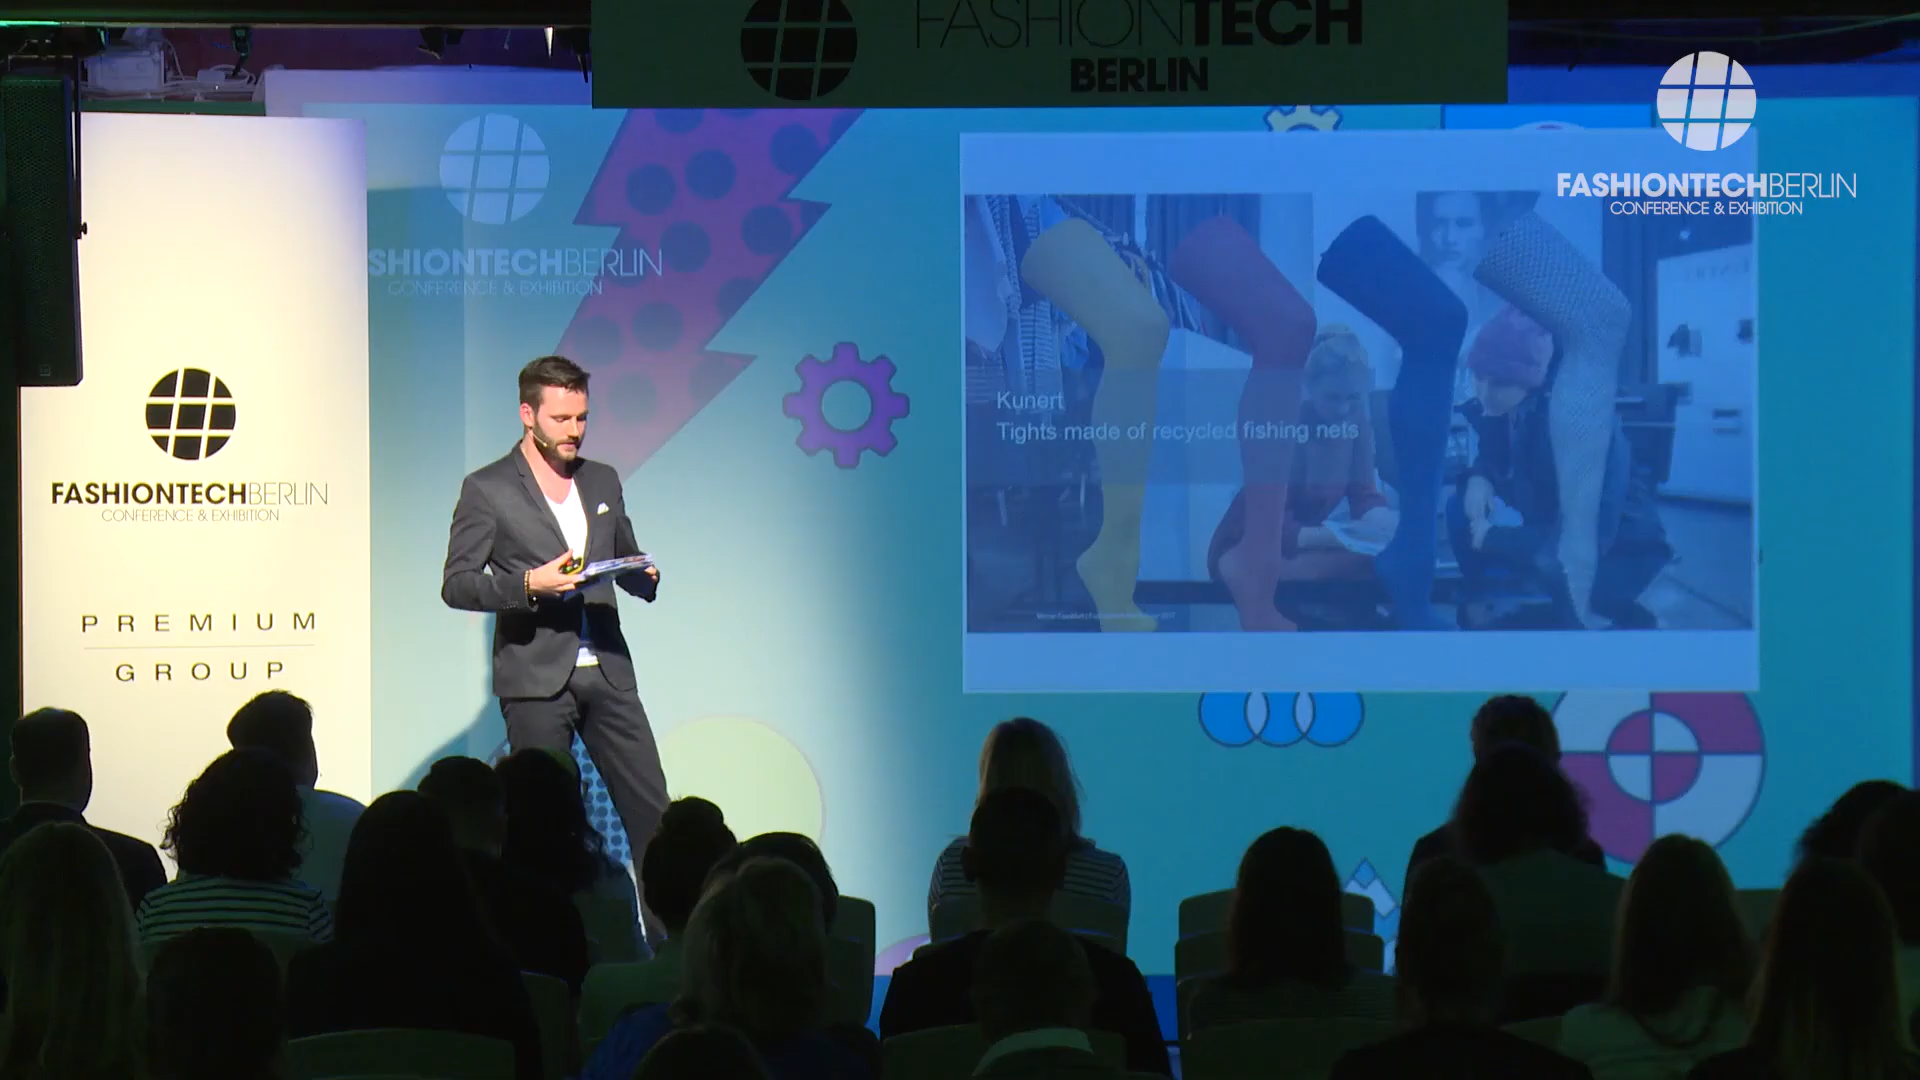 FASHIONTECH
BERLIN
FASHIONTECHBERLIN
CONFERENCE & EXHIBITION
SHIONTECHBERLIN
CONFERENCE & EXHIBITION
Kunert
Tights made of recycled fishing nets
FASHIONTECHBERLIN
CONFERENCE & EXHIBITION
PREMIUM
GROUP